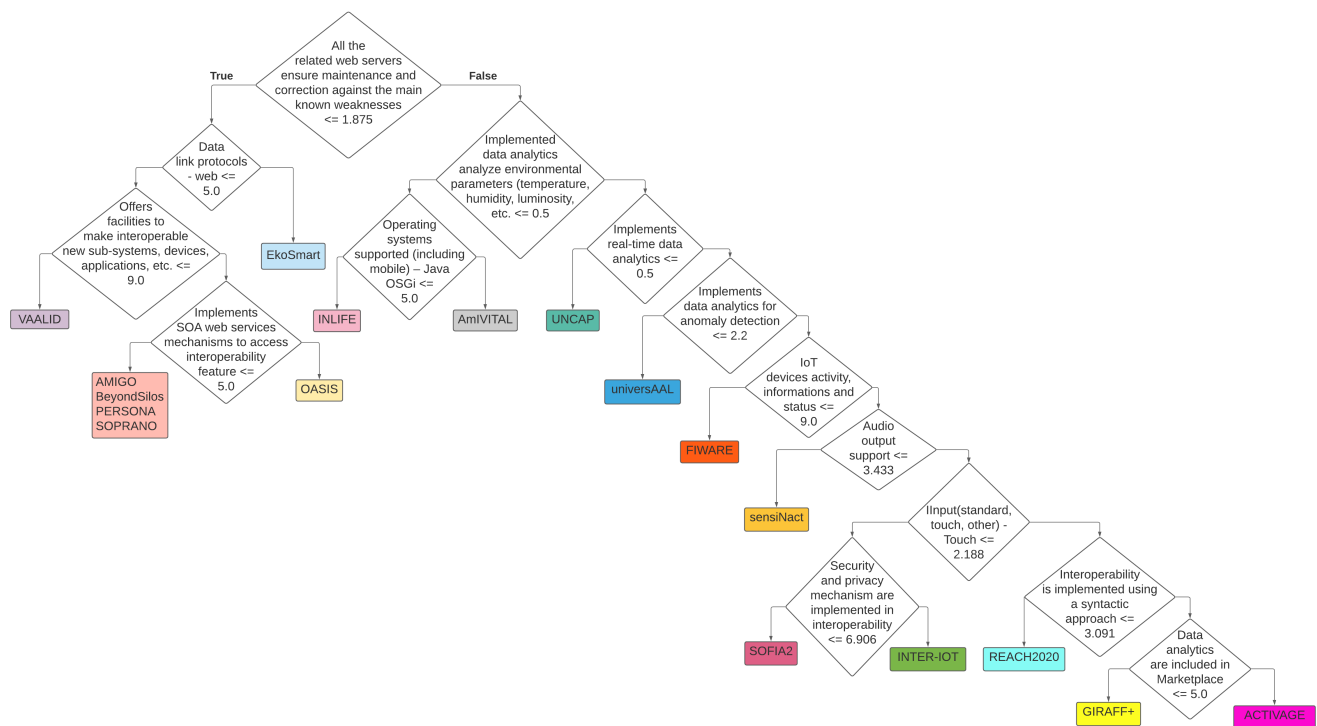 All the
related web servers
ensure maintenance and
correction against the main
known weaknesses
<= 1.875
True
False
Data
link protocols
- web <=
5.0
Implemented
data analytics
analyze environmental
parameters (temperature,
humidity, luminosity,
etc. <= 0.5
Offers
facilities to
make interoperable
new sub-systems, devices,
applications, etc. <=
9.0
EkoSmart
Operating
systems
supported (including
mobile) – Java
OSGi <=
5.0
Implements
real-time data
analytics <=
0.5
VAALID
Implements
SOA web services
mechanisms to access
interoperability
feature <=
5.0
INLIFE
AmIVITAL
UNCAP
Implements
data analytics for
anomaly detection
<= 2.2
AMIGO
BeyondSilos
PERSONA
SOPRANO
OASIS
universAAL
IoT
devices activity,
informations and
status <=
9.0
FIWARE
Audio
output
support <=
3.433
sensiNact
IInput(standard,
touch, other) -
Touch <=
2.188
Security
and privacy
mechanism are
implemented in
interoperability
<= 6.906
Interoperability
is implemented using
a syntactic
approach <=
3.091
SOFIA2
INTER-IOT
REACH2020
Data
analytics
are included in
Marketplace
<= 5.0
GIRAFF+
ACTIVAGE